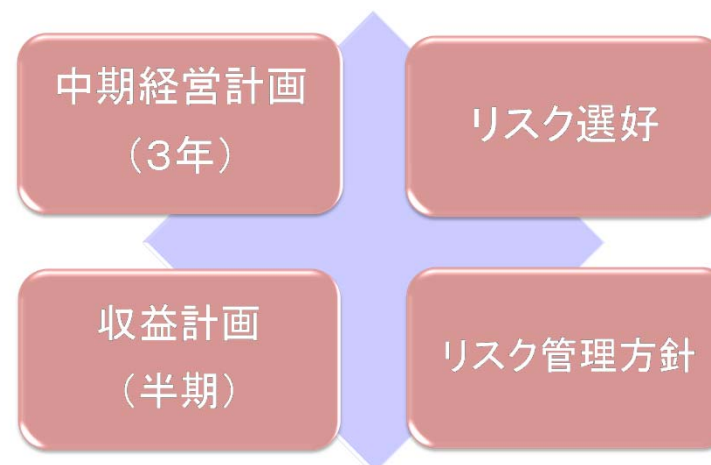 中期経営計画
（３年）
リスク選好
収益計画
（半期）
リスク管理方針